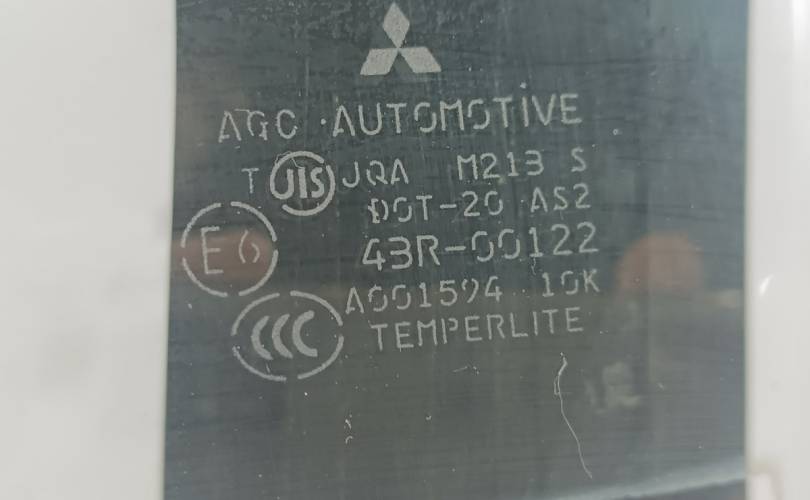 AGC AUTOMOTIVE
T JIS JQA M213 S
DOT-20 AS2
E6 43R-00122
CCC A001594 10K
TEMPERLITE